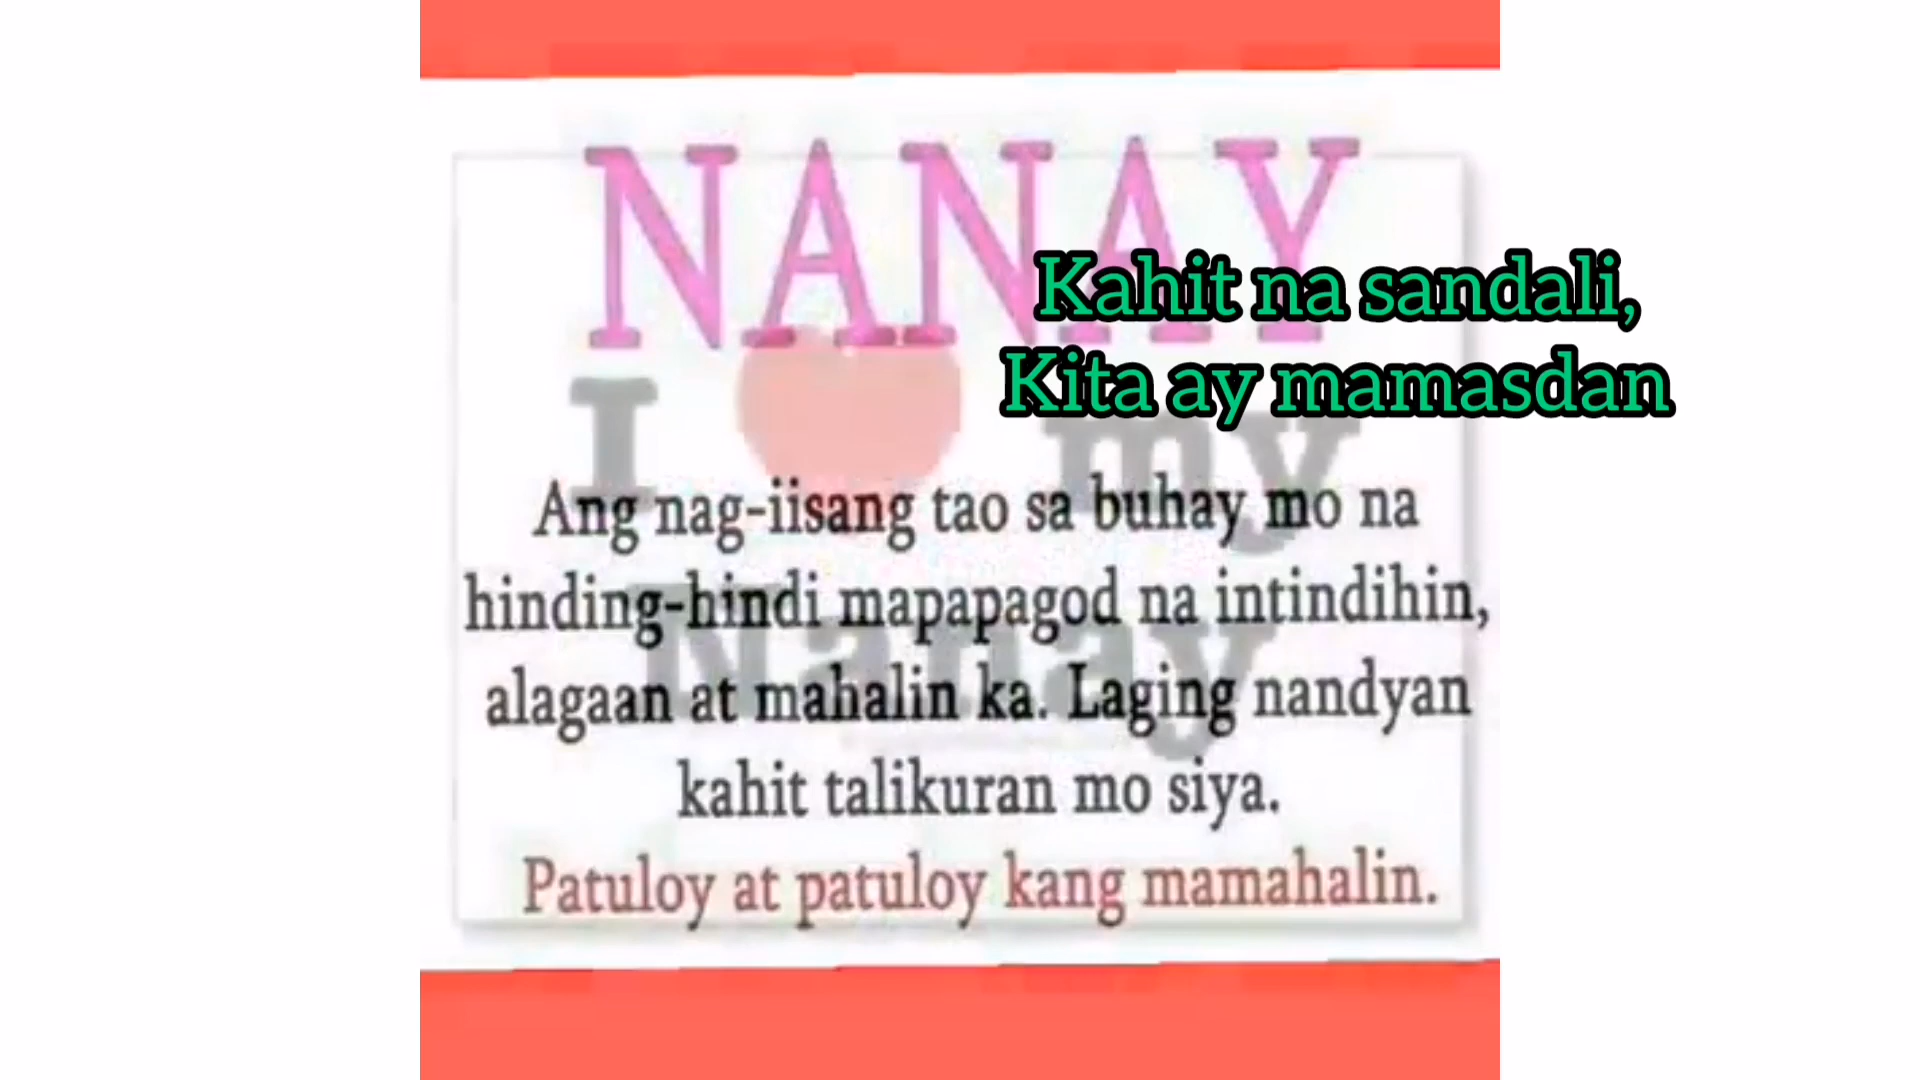 NANAY
Kahit na sandali,
Kita ay mamasdan
I my
Nanay
Ang nag-iisang tao sa buhay mo na
hinding-hindi mapapagod na intindihin,
alagaan at mahalin ka. Laging nandyan
kahit talikuran mo siya.
Patuloy at patuloy kang mamahalin.